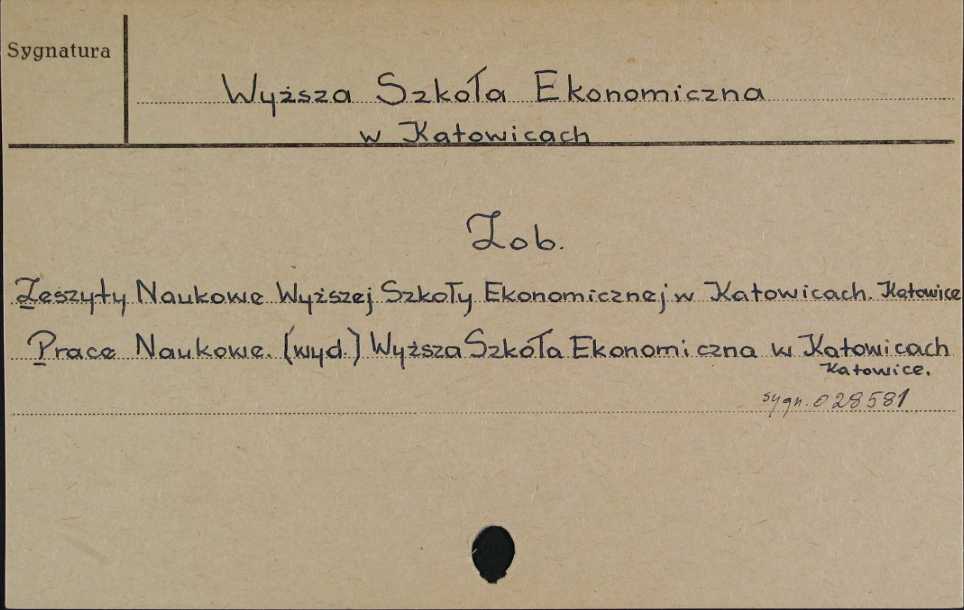 Sygnatura
Wyższa Szkoła Ekonomiczna
w Katowicach
Zob.
Zeszyty Naukowe Wyższej Szkoły Ekonomicznej w Katowicach. Katowice
Prace Naukowe. (wyd.) Wyższa Szkoła Ekonomiczna w Katowicach
Katowice.
sygn. 028581